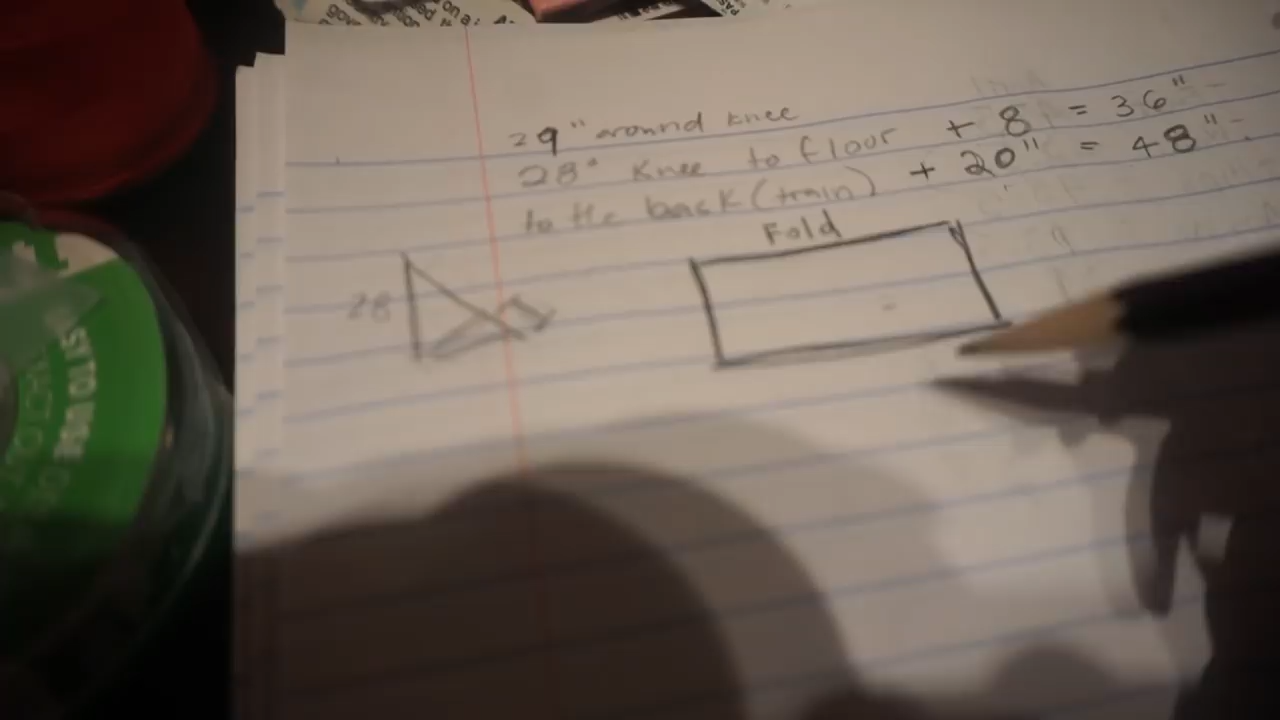 29" around knee
28" Knee to floor + 8 = 36"
to the back (train) + 20" = 48"
Fold
28